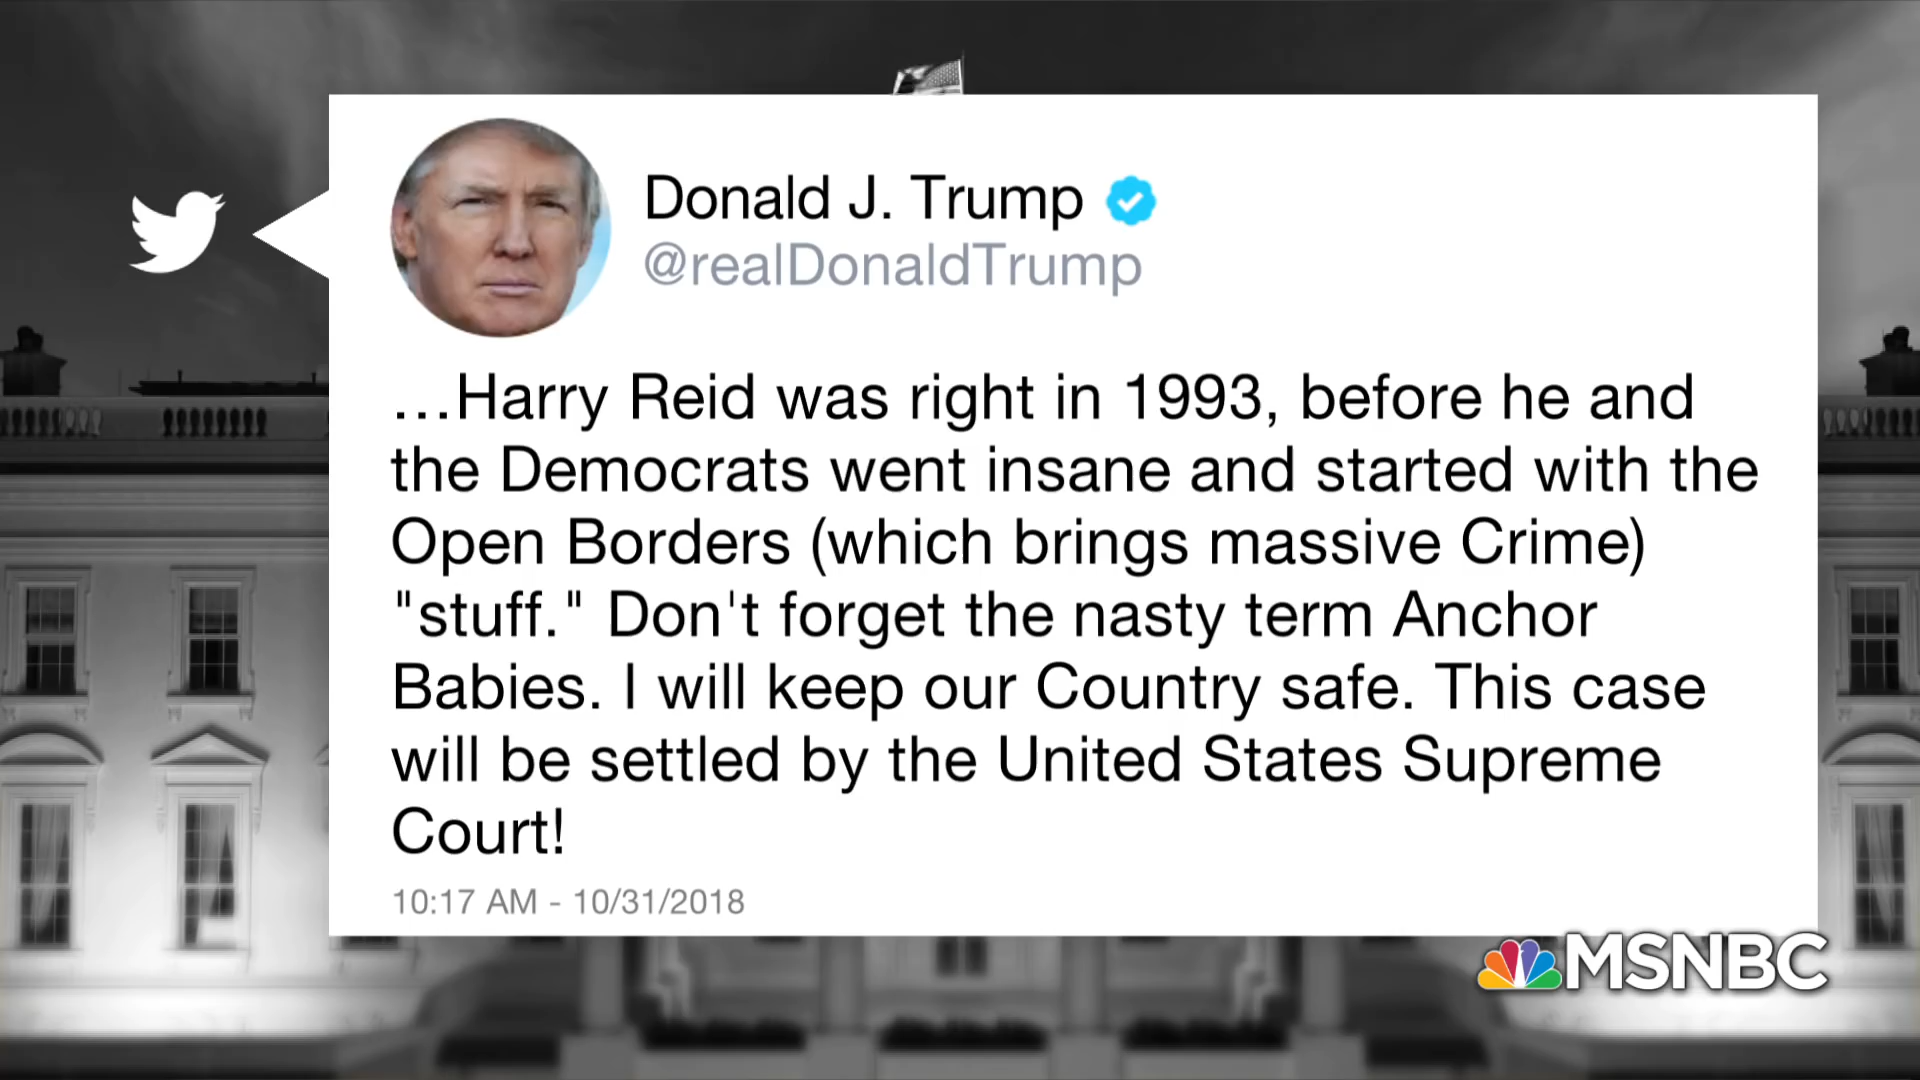 Donald J. Trump
@realDonaldTrump
…Harry Reid was right in 1993, before he and
the Democrats went insane and started with the
Open Borders (which brings massive Crime)
"stuff." Don't forget the nasty term Anchor
Babies. I will keep our Country safe. This case
will be settled by the United States Supreme
Court!
10:17 AM - 10/31/2018
MSNBC